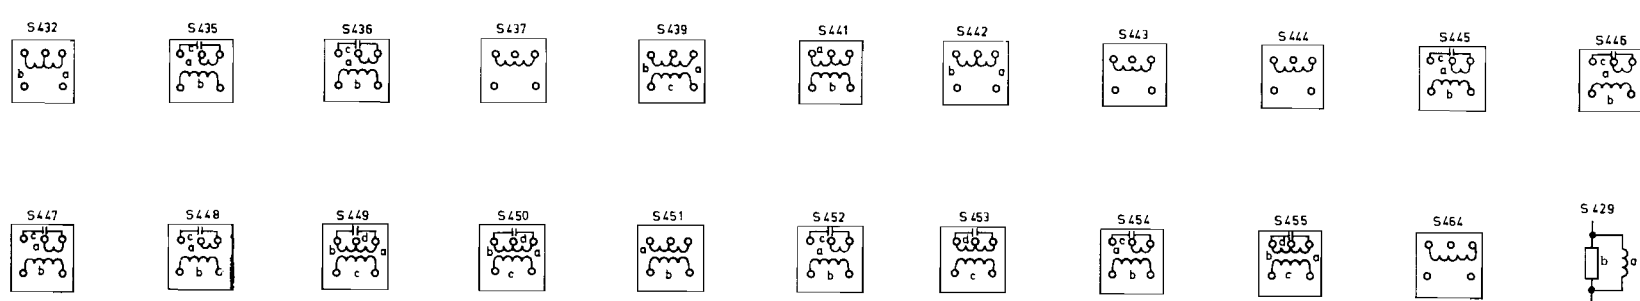 S432 S435 S436 S437 S439 S441 S442 S443 S444 S445 S446
c c a c c
b a a a b a b a a a
b b c b b b
S447 S448 S449 S450 S451 S452 S453 S454 S455 S464 S429
c c d d c d c d
a a b a b a a a a b a b a
b b c c b b c b c